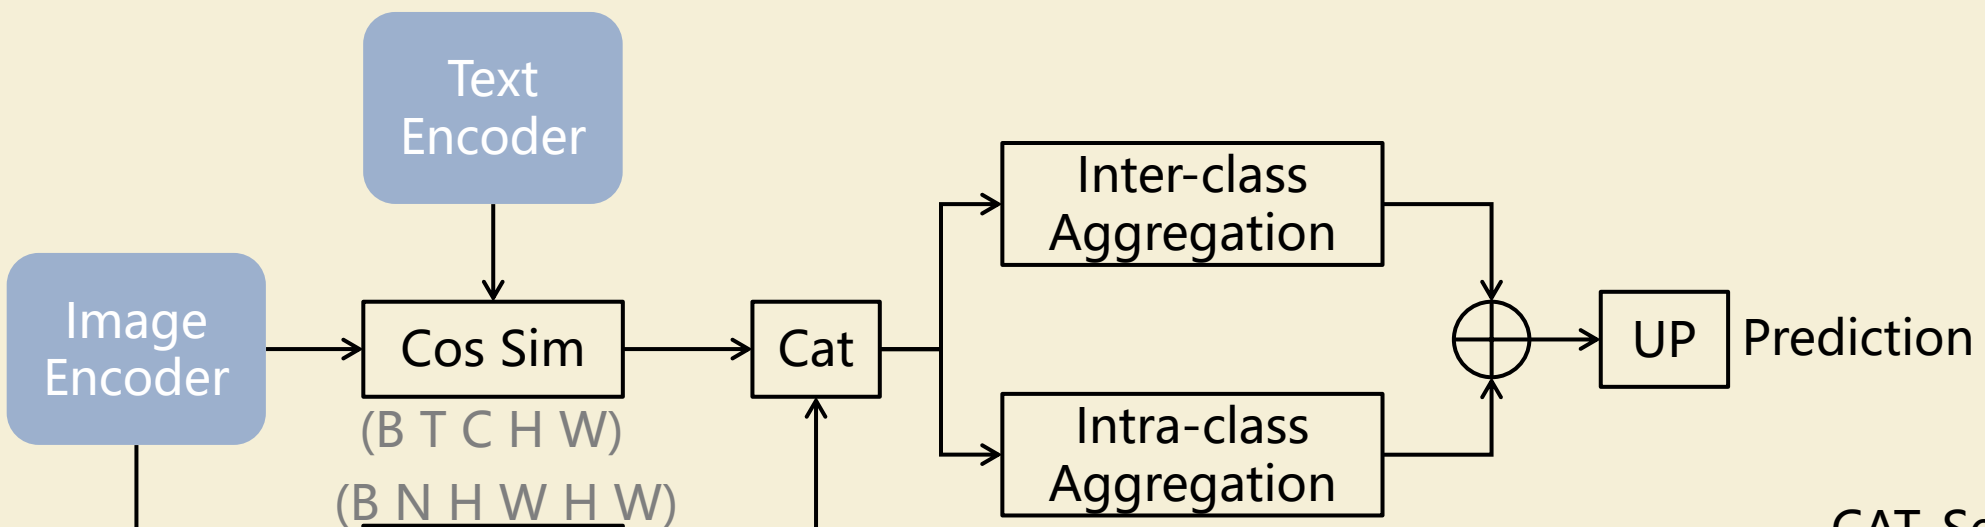 Text
Encoder
Image
Encoder
Cos Sim
(B T C H W)
(B N H W H W)
Cat
Inter-class
Aggregation
Intra-class
Aggregation
UP
Prediction